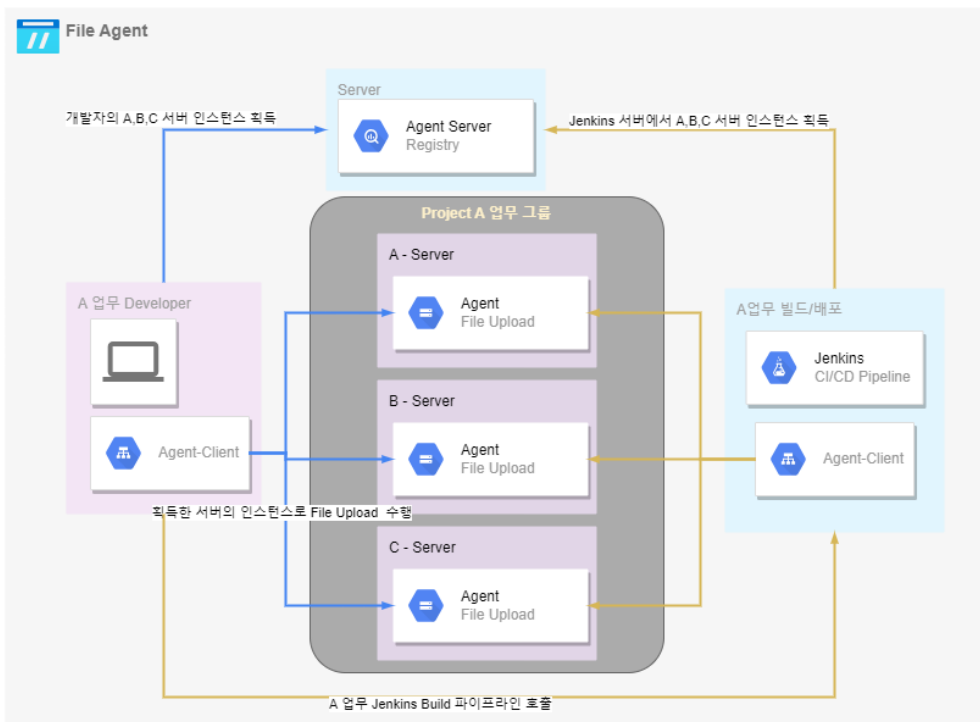 File Agent
Server
개발자의 A,B,C 서버 인스턴스 획득
Agent Server
Registry
Jenkins 서버에서 A,B,C 서버 인스턴스 획득
Project A 업무 그룹
A - Server
Agent
File Upload
A 업무 Developer
Agent-Client
A업무 빌드/배포
Jenkins
CI/CD Pipeline
Agent-Client
B - Server
Agent
File Upload
획득한 서버의 인스턴스로 File Upload 수행
C - Server
Agent
File Upload
A 업무 Jenkins Build 파이프라인 호출